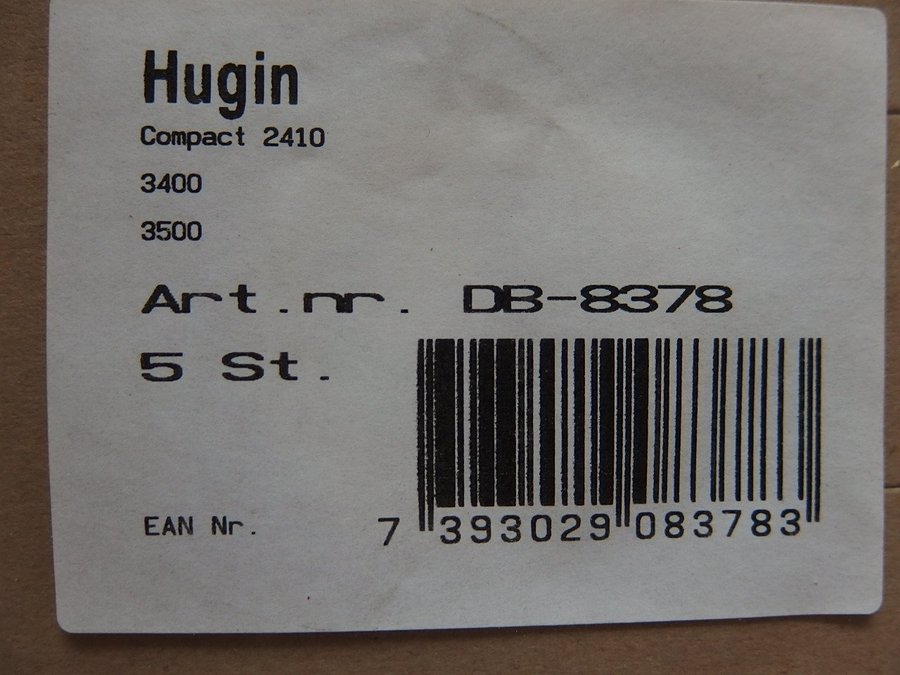 Hugin
Compact 2410
3400
3500
Art.nr. DB-8378
5 St.
EAN Nr. 7 393029 083783